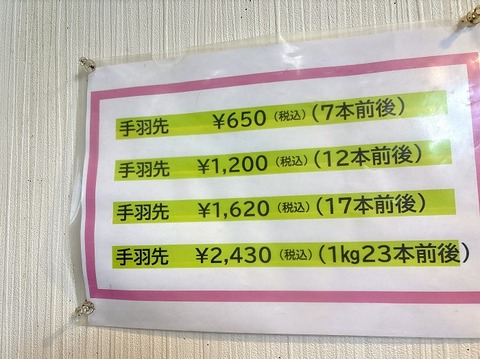 手羽先 ¥650(税込)(7本前後)
手羽先 ¥1,200(税込)(12本前後)
手羽先 ¥1,620(税込)(17本前後)
手羽先 ¥2,430(税込)(1㎏23本前後)